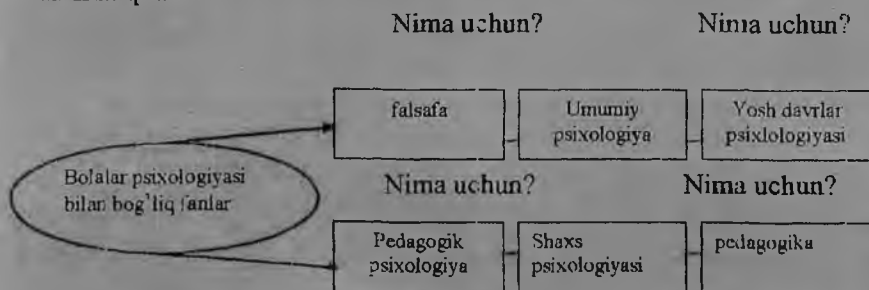 Nima uchun? Nima uchun?
falsafa
Umumiy
psixologiya
Yosh davrlar
psixlologiyasi
Bolalar psixologiyasi
bilan bog'liq fanlar
Nima uchun? Nima uchun?
Pedagogik
psixologiya
Shaxs
psixologiyasi
pedagogika